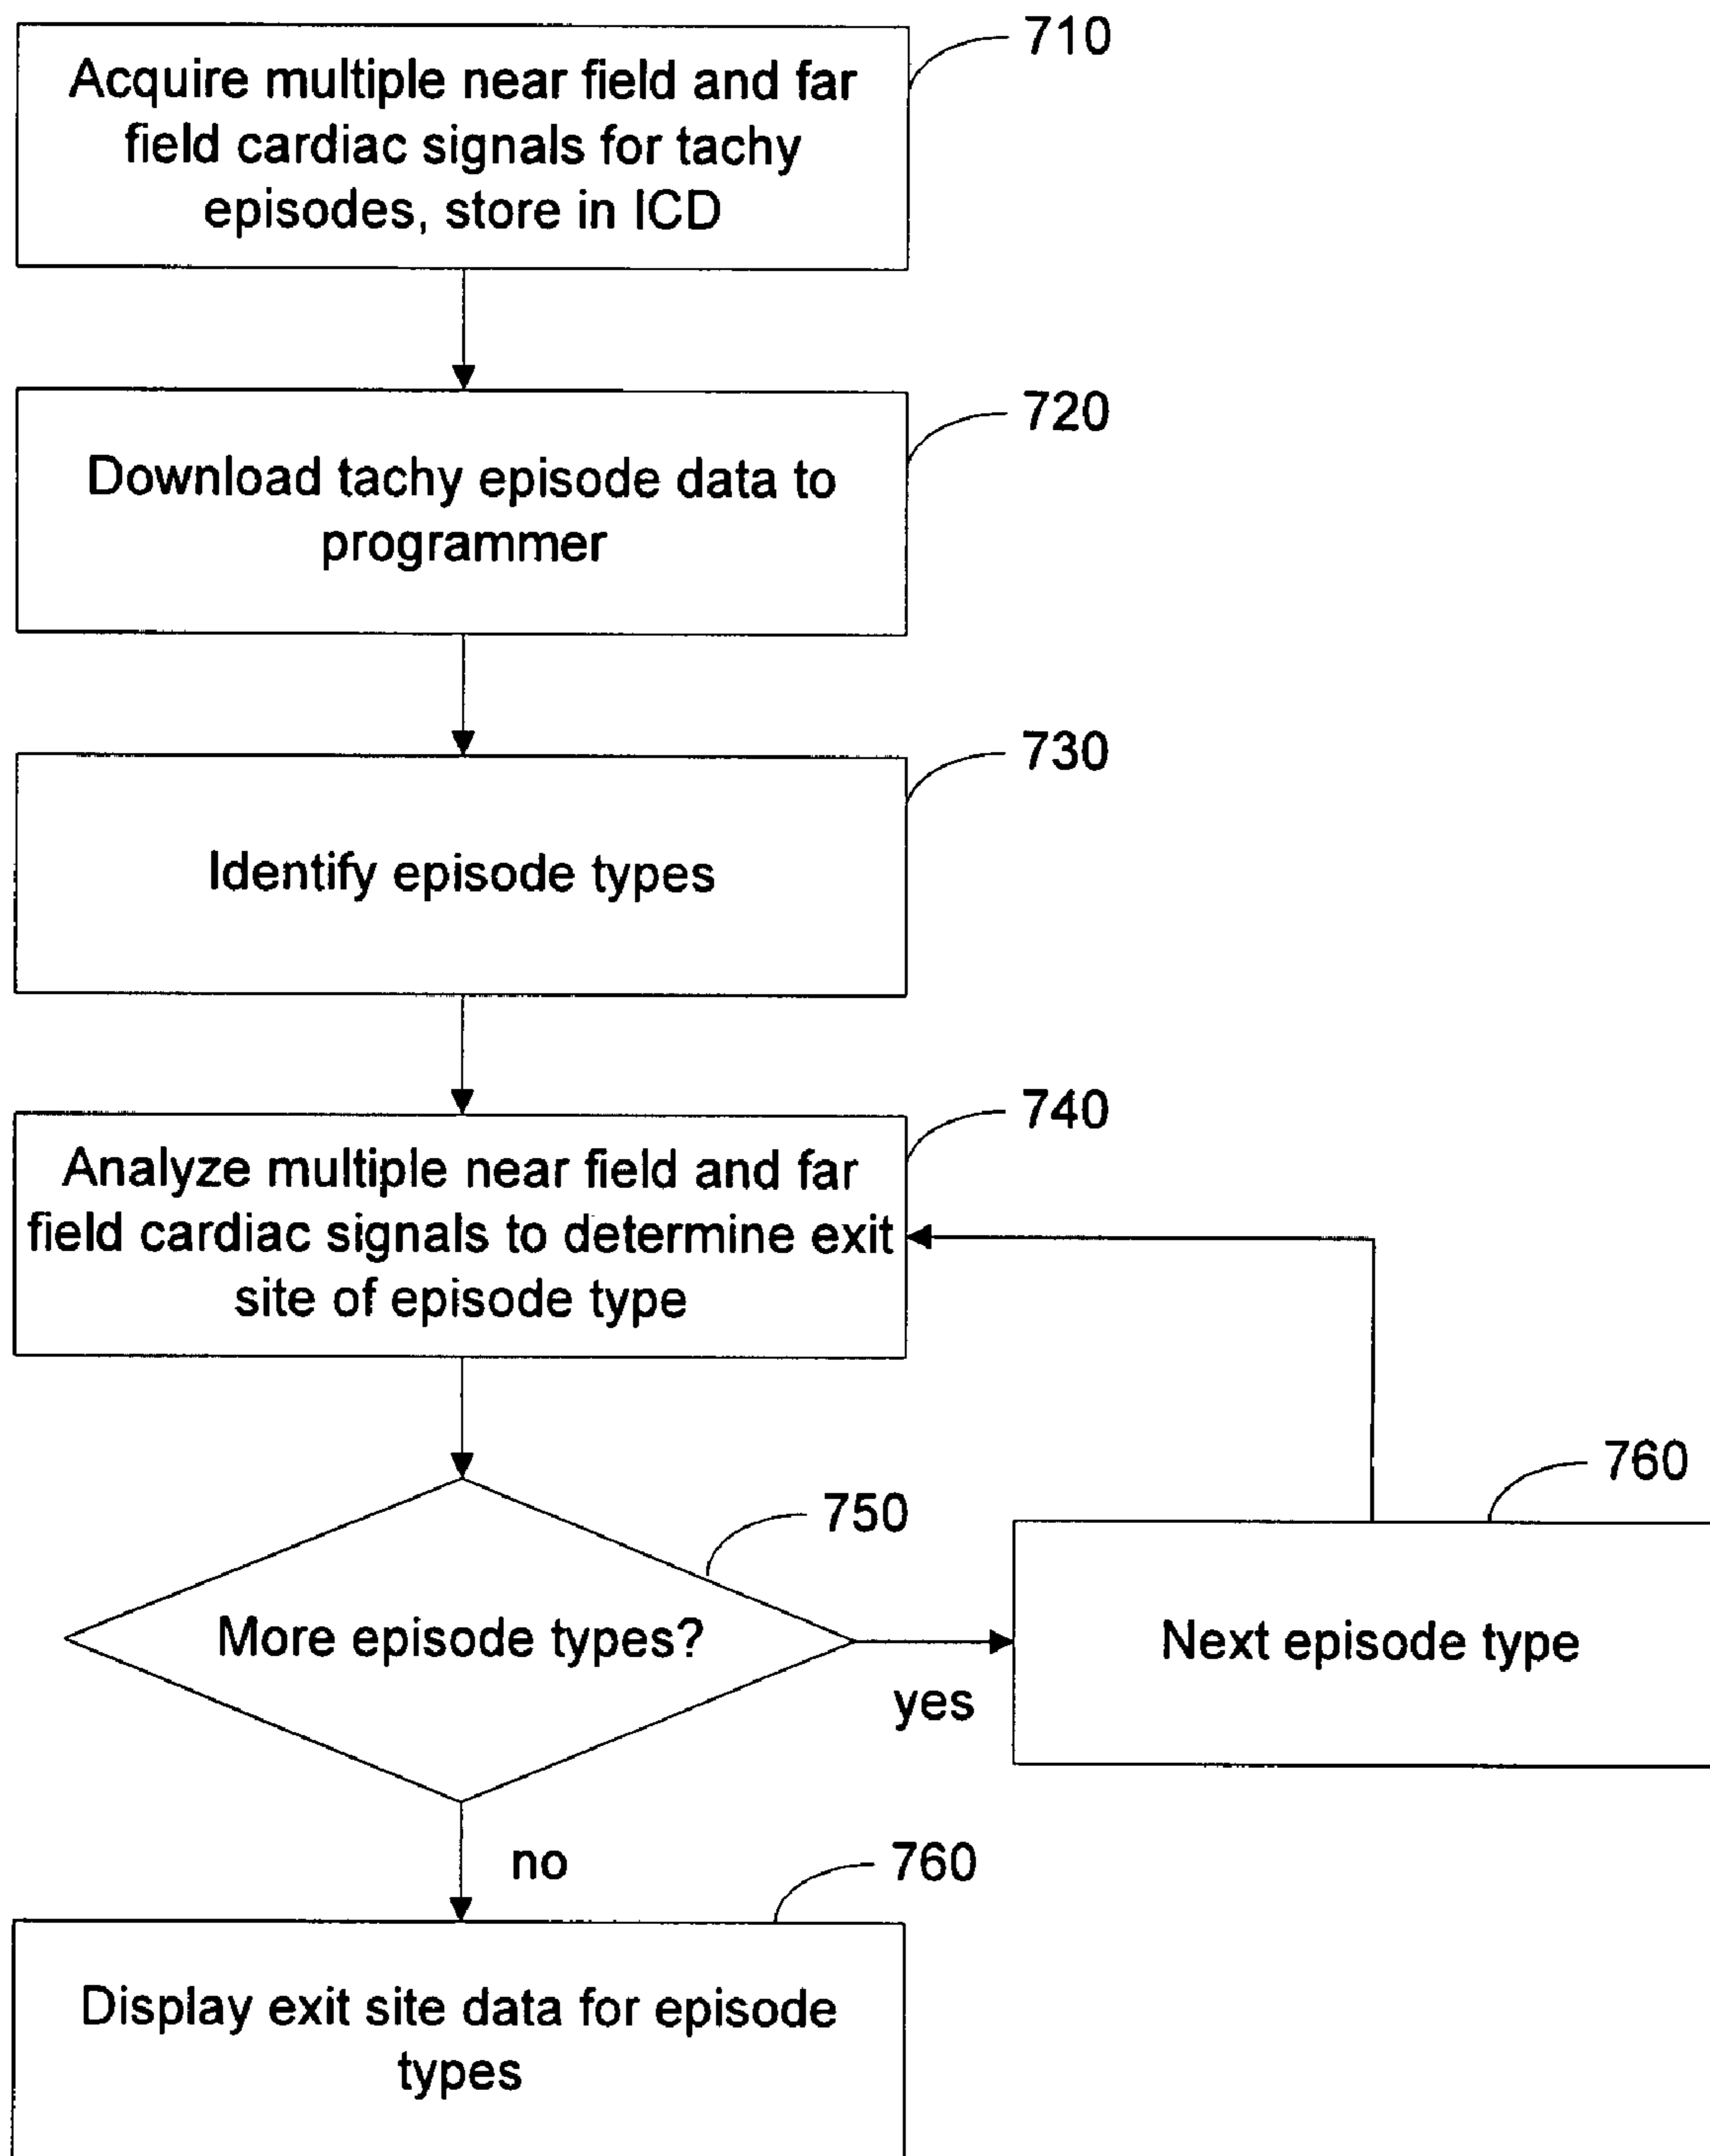 710
Acquire multiple near field and far
field cardiac signals for tachy
episodes, store in ICD
720
Download tachy episode data to
programmer
730
Identify episode types
740
Analyze multiple near field and far
field cardiac signals to determine exit
site of episode type
750
More episode types?
yes
760
Next episode type
no
760
Display exit site data for episode
types